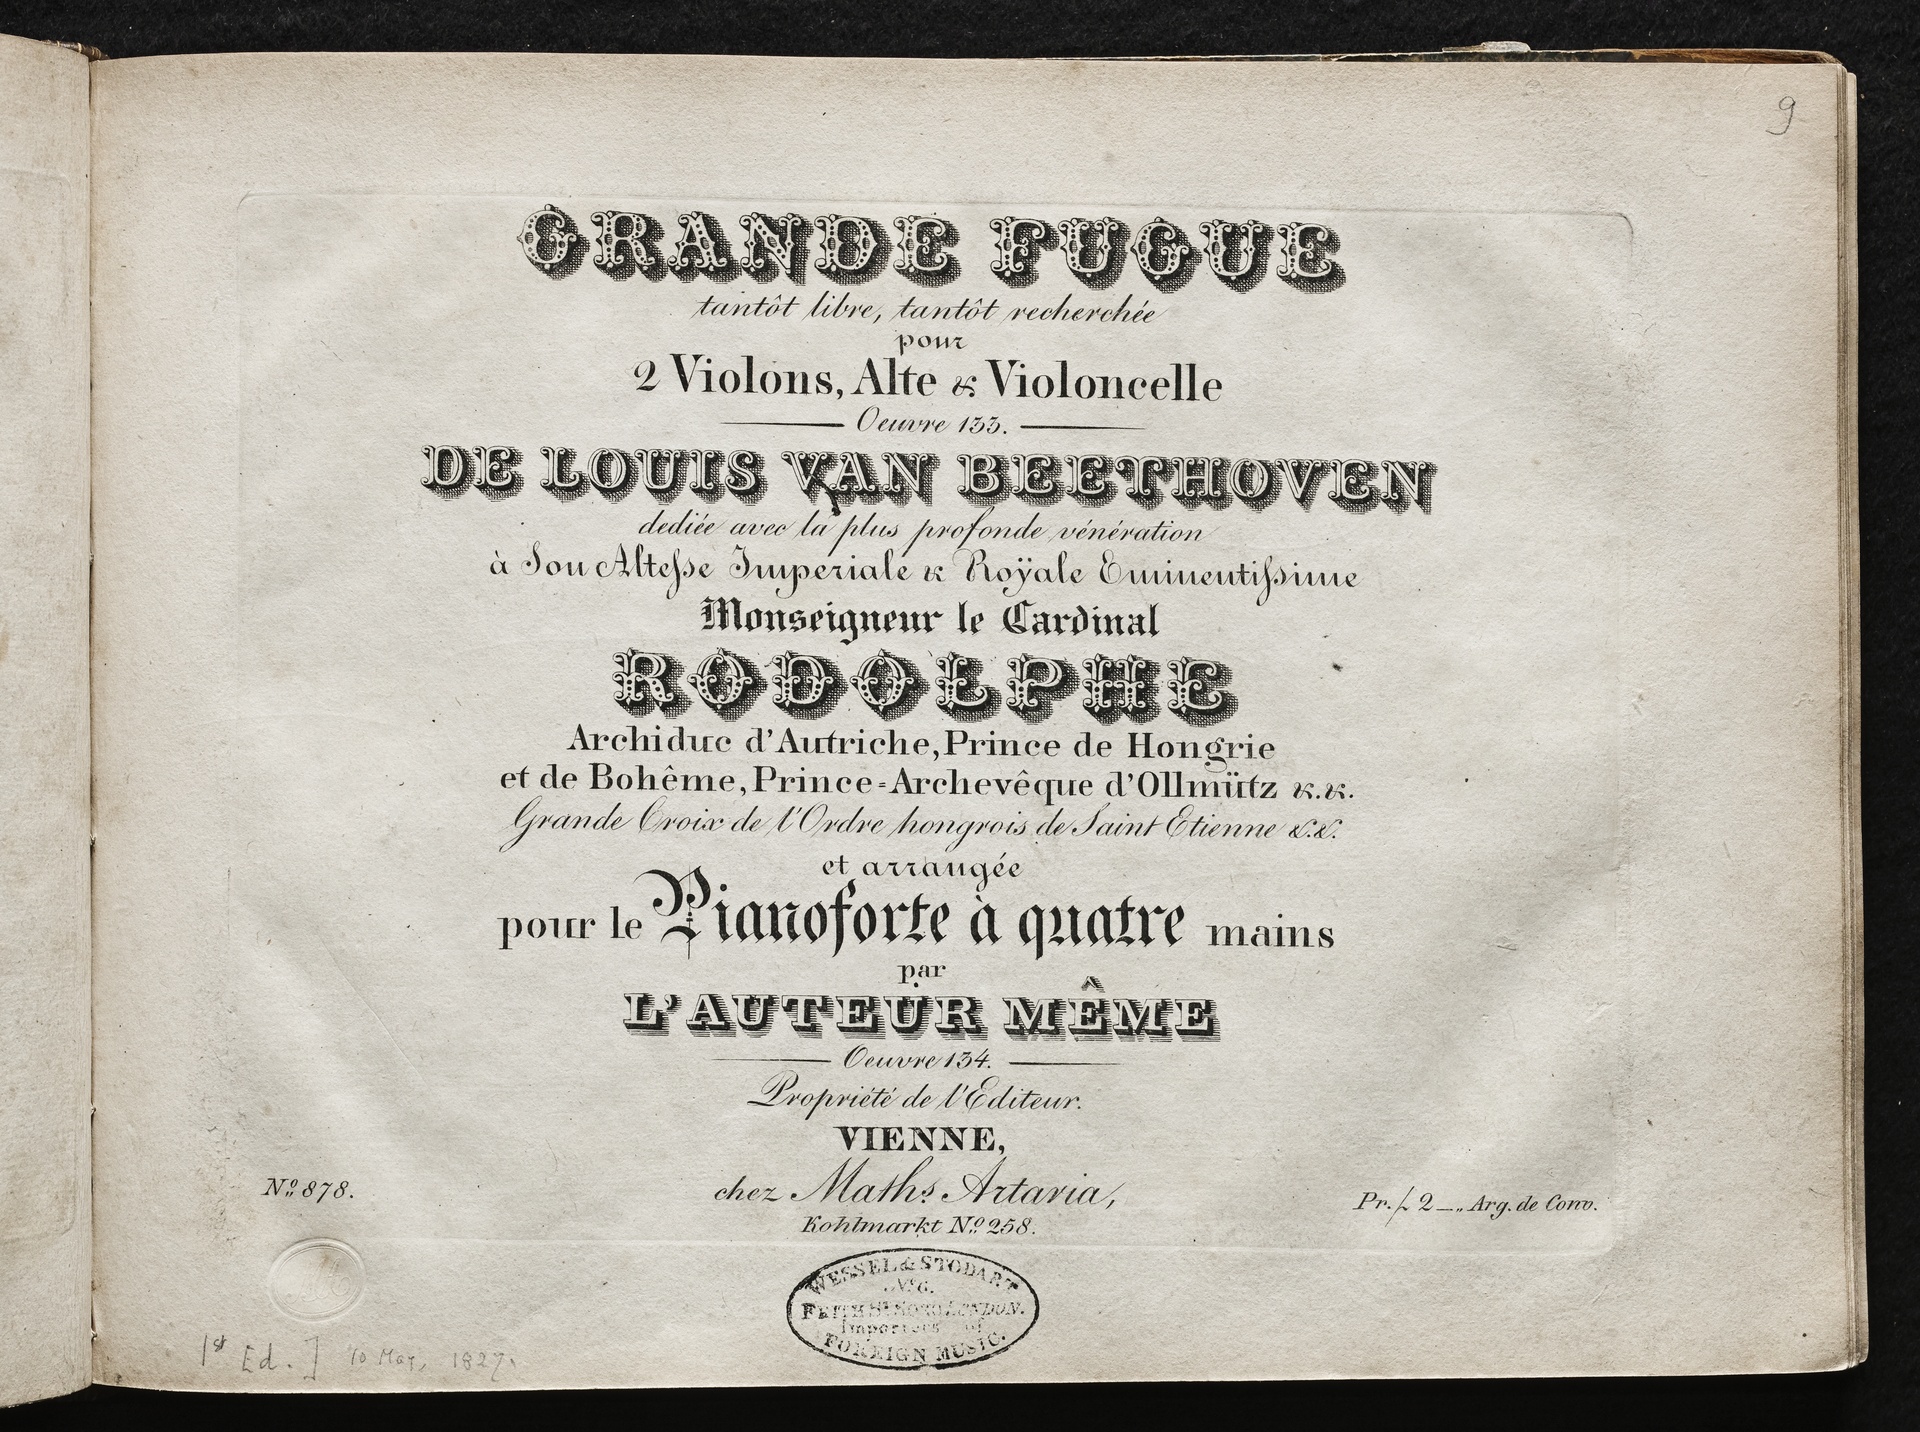 9
GRANDE FUGUE
tantôt libre, tantôt recherchée
pour
2 Violons, Alte & Violoncelle
Oeuvre 133.
DE LOUIS VAN BEETHOVEN
dediée avec la plus profonde vénération
à Son Altesse Imperiale & Roÿale Eminentissime
Monseigneur le Cardinal
RODOLPHE
Archiduc d'Autriche, Prince de Hongrie
et de Bohême, Prince=Archevêque d'Ollmütz &.&.
Grande Croix de l'Ordre hongrois de Saint Etienne &.&.
et arrangée
pour le Pianoforte à quatre mains
par
L'AUTEUR MÊME
Oeuvre 134.
Propriété de l'Editeur.
VIENNE,
chez Maths Artaria,
Kohlmarkt No. 258.
No. 878.
Pr. f 2 _ ,, Arg. de Conv.
WESSEL & STODART
No. 6.
FRITH St. SOHO LONDON.
Importers of
FOREIGN MUSIC.
1st Ed.] 10 May, 1827.